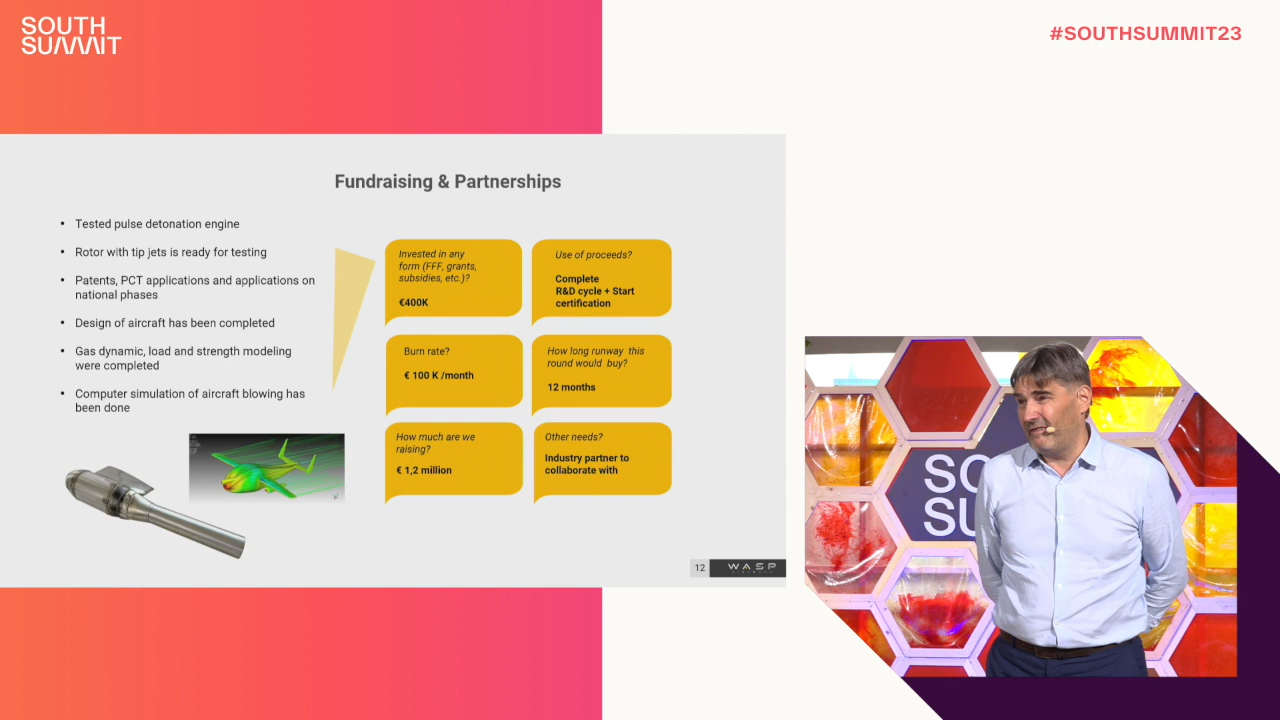 SOUTH
SUMMIT
#SOUTHSUMMIT23
Fundraising & Partnerships
• Tested pulse detonation engine
• Rotor with tip jets is ready for testing
• Patents, PCT applications and applications on
national phases
• Design of aircraft has been completed
• Gas dynamic, load and strength modeling
were completed
• Computer simulation of aircraft blowing has
been done
Invested in any
form (FFF, grants,
subsidies, etc.)?
€400K
Use of proceeds?
Complete
R&D cycle + Start
certification
Burn rate?
€ 100 K /month
How long runway this
round would buy?
12 months
How much are we
raising?
€ 1,2 million
Other needs?
Industry partner to
collaborate with
12
WASP
SO
SU